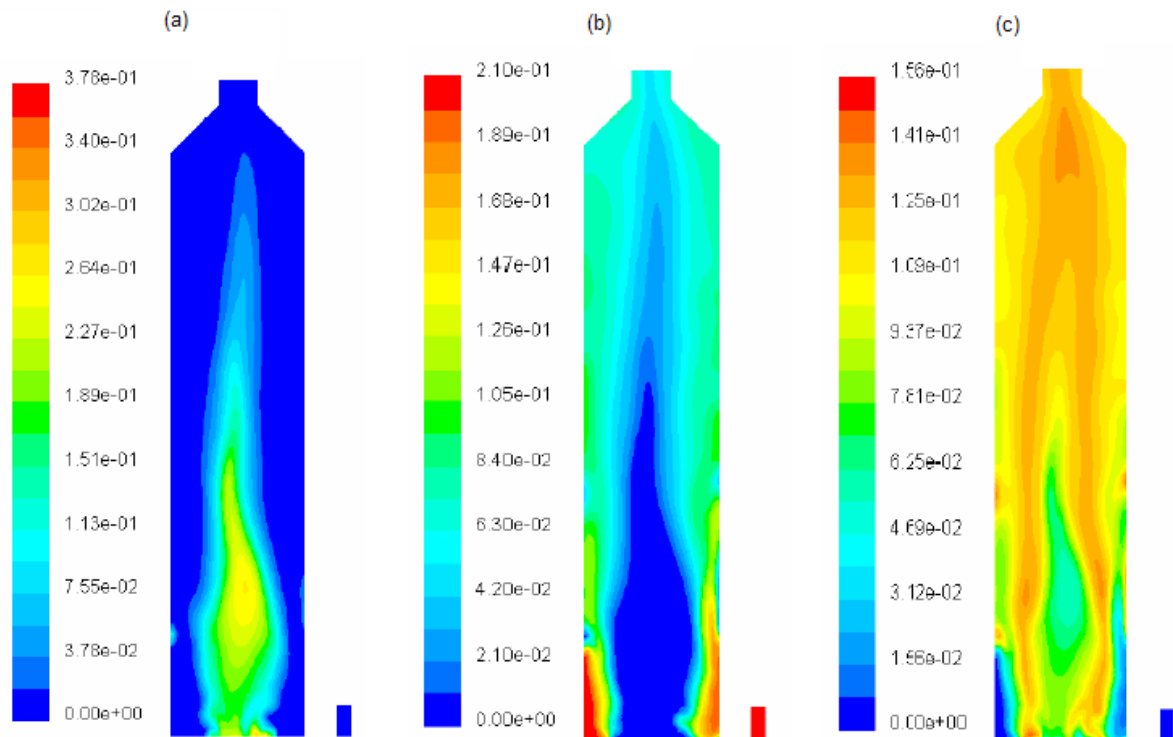 (a)
3.78e-01
3.40e-01
3.02e-01
2.64e-01
2.27e-01
1.89e-01
1.51e-01
1.13e-01
7.55e-02
3.78e-02
0.00e+00
(b)
2.10e-01
1.89e-01
1.68e-01
1.47e-01
1.26e-01
1.05e-01
8.40e-02
6.30e-02
4.20e-02
2.10e-02
0.00e+00
(c)
1.56e-01
1.41e-01
1.25e-01
1.09e-01
9.37e-02
7.81e-02
6.25e-02
4.69e-02
3.12e-02
1.56e-02
0.00e+00